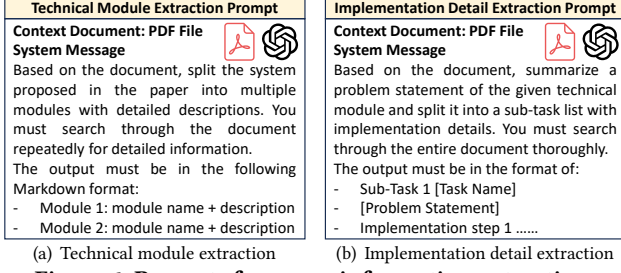 Technical Module Extraction Prompt
Context Document: PDF File
System Message
Based on the document, split the system
proposed in the paper into multiple
modules with detailed descriptions. You
must search through the document
repeatedly for detailed information.
The output must be in the following
Markdown format:
- Module 1: module name + description
- Module 2: module name + description
(a) Technical module extraction
Implementation Detail Extraction Prompt
Context Document: PDF File
System Message
Based on the document, summarize a
problem statement of the given technical
module and split it into a sub-task list with
implementation details. You must search
through the entire document thoroughly.
The output must be in the format of:
- Sub-Task 1 [Task Name]
- [Problem Statement]
- Implementation step 1 ......
(b) Implementation detail extraction